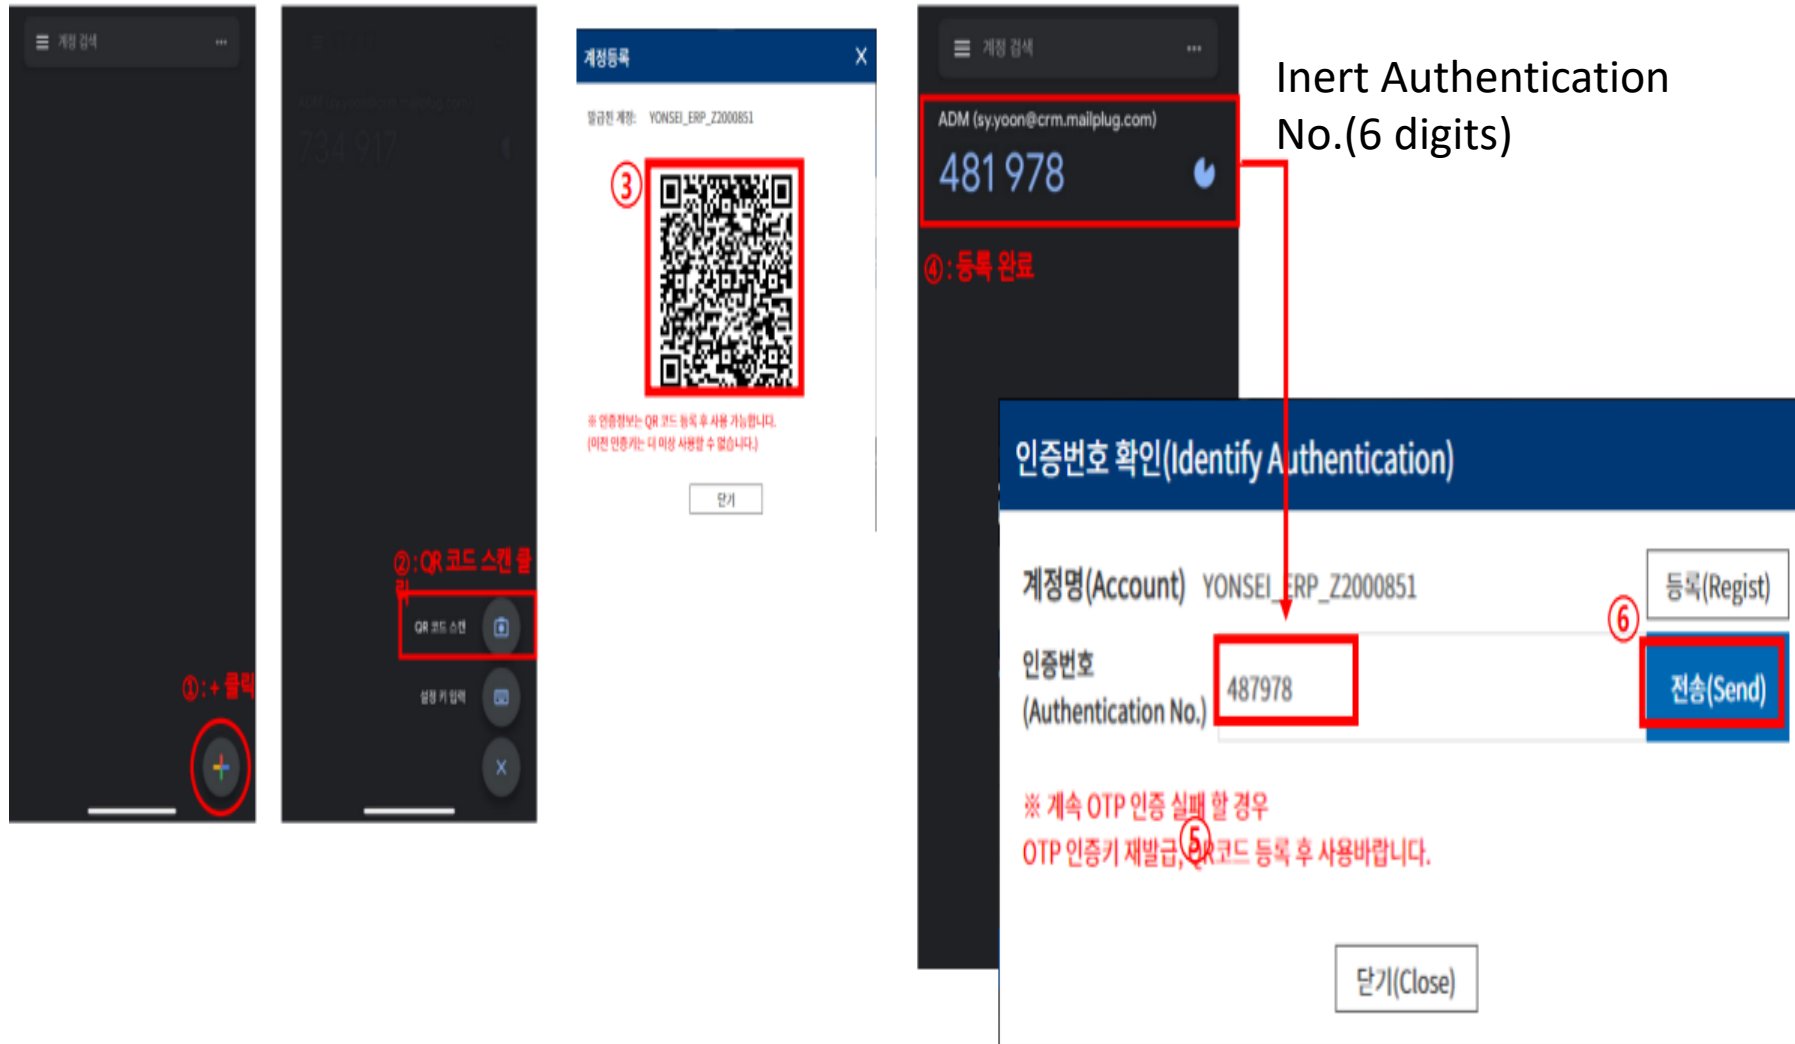 계정 검색
① : + 클릭
734 917
② : QR 코드 스캔 클
릭
QR 코드 스캔
설정 키 입력
계정등록
발급된 계정: YONSEI_ERP_Z2000851
③
※ 인증정보는 QR 코드 등록 후 사용 가능합니다.
(이전 인증키는 더 이상 사용할 수 없습니다.)
닫기
계정 검색
ADM (sy.yoon@crm.mailplug.com)
481 978
④ : 등록 완료
Inert Authentication
No.(6 digits)
인증번호 확인(Identify Authentication)
계정명(Account) YONSEI_ERP_Z2000851
등록(Regist)
⑥
인증번호
(Authentication No.)
487978
전송(Send)
※ 계속 OTP 인증 실패 할 경우
OTP 인증키 재발급, QR코드 등록 후 사용바랍니다.
⑤
닫기(Close)